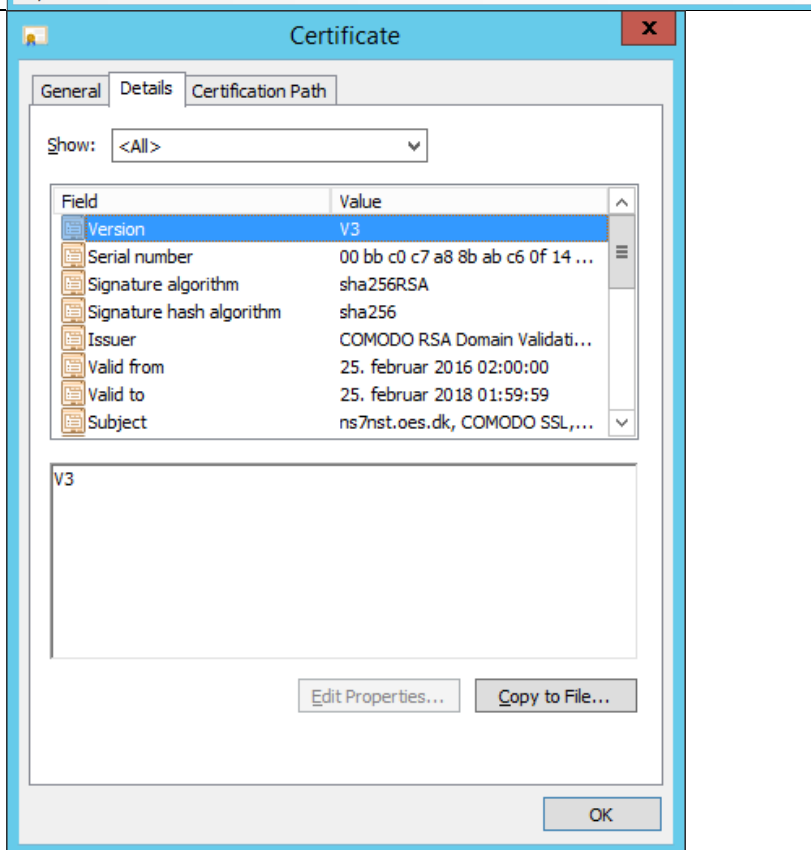 Certificate
x
General Details Certification Path
Show: <All>
Field Value
Version V3
Serial number 00 bb c0 c7 a8 8b ab c6 0f 14 ...
Signature algorithm sha256RSA
Signature hash algorithm sha256
Issuer COMODO RSA Domain Validati...
Valid from 25. februar 2016 02:00:00
Valid to 25. februar 2018 01:59:59
Subject ns7nst.oes.dk, COMODO SSL,...
V3
Edit Properties... Copy to File...
OK